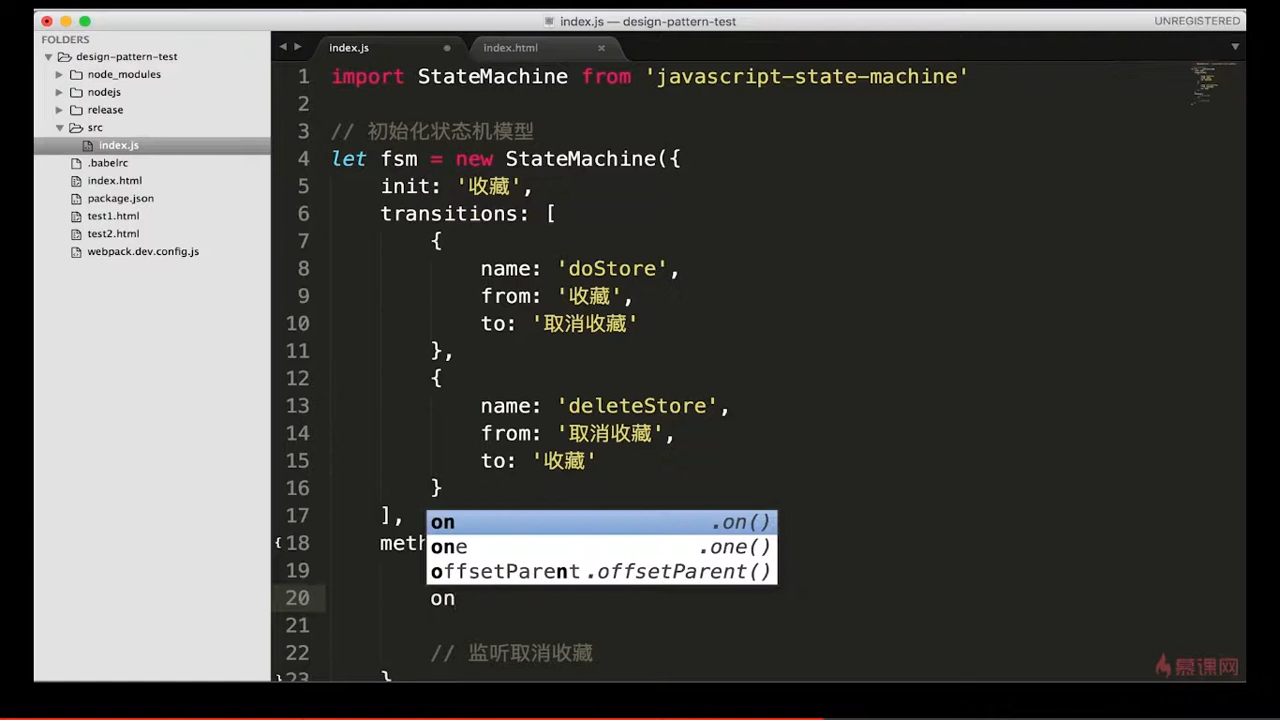 index.js — design-pattern-test
UNREGISTERED
FOLDERS
design-pattern-test
node_modules
nodejs
release
src
index.js
.babelrc
index.html
package.json
test1.html
test2.html
webpack.dev.config.js
index.js
index.html
1 import StateMachine from 'javascript-state-machine'
2
3 // 初始化状态机模型
4 let fsm = new StateMachine({
5 init: '收藏',
6 transitions: [
7 {
8 name: 'doStore',
9 from: '收藏',
10 to: '取消收藏'
11 },
12 {
13 name: 'deleteStore',
14 from: '取消收藏',
15 to: '收藏'
16 }
17 ],
on .on()
{18 meth
one .one()
19
offsetParent .offsetParent()
20 on
21
22 // 监听取消收藏
}23 }
慕课网